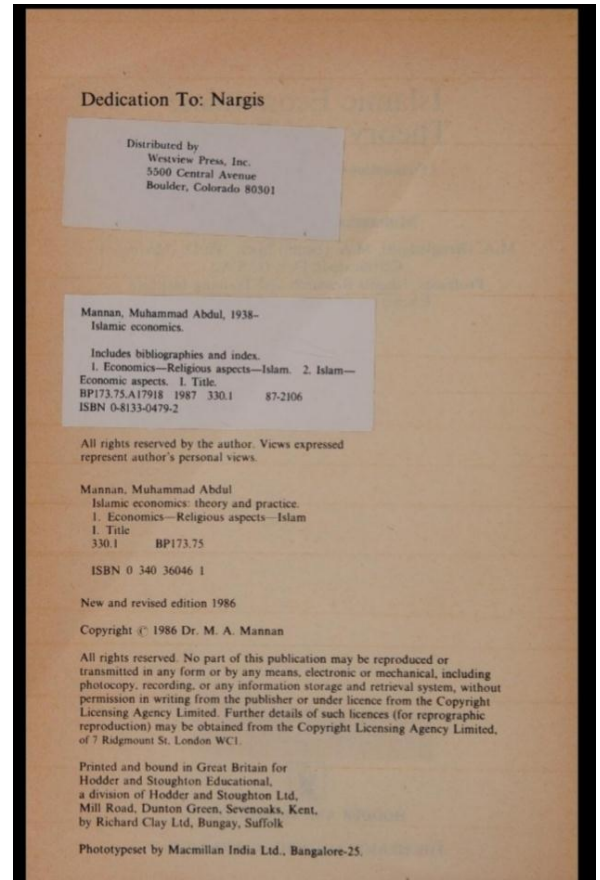 Dedication To: Nargis
Distributed by
Westview Press, Inc.
5500 Central Avenue
Boulder, Colorado 80301
Mannan, Muhammad Abdul, 1938–
Islamic economics.
Includes bibliographies and index.
1. Economics—Religious aspects—Islam. 2. Islam—
Economic aspects. I. Title.
BP173.75.A17918 1987 330.1 87-2106
ISBN 0-8133-0479-2
All rights reserved by the author. Views expressed
represent author's personal views.
Mannan, Muhammad Abdul
Islamic economics: theory and practice.
1. Economics—Religious aspects—Islam
I. Title
330.1 BP173.75
ISBN 0 340 36046 1
New and revised edition 1986
Copyright © 1986 Dr. M. A. Mannan
All rights reserved. No part of this publication may be reproduced or
transmitted in any form or by any means, electronic or mechanical, including
photocopy, recording, or any information storage and retrieval system, without
permission in writing from the publisher or under licence from the Copyright
Licensing Agency Limited. Further details of such licences (for reprographic
reproduction) may be obtained from the Copyright Licensing Agency Limited,
of 7 Ridgmount St. London WC1.
Printed and bound in Great Britain for
Hodder and Stoughton Educational,
a division of Hodder and Stoughton Ltd,
Mill Road, Dunton Green, Sevenoaks, Kent,
by Richard Clay Ltd, Bungay, Suffolk
Phototypeset by Macmillan India Ltd., Bangalore-25.